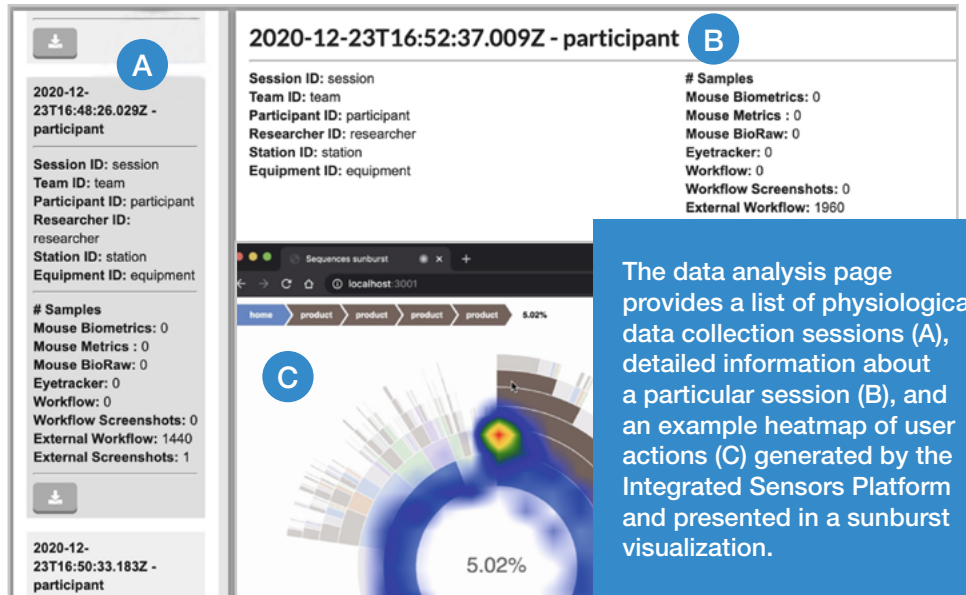 A
2020-12-
23T16:48:26.029Z -
participant
Session ID: session
Team ID: team
Participant ID: participant
Researcher ID:
researcher
Station ID: station
Equipment ID: equipment
# Samples
Mouse Biometrics: 0
Mouse Metrics : 0
Mouse BioRaw: 0
Eyetracker: 0
Workflow: 0
Workflow Screenshots: 0
External Workflow: 1440
External Screenshots: 1
2020-12-
23T16:50:33.183Z -
participant
2020-12-23T16:52:37.009Z - participant
B
Session ID: session
Team ID: team
Participant ID: participant
Researcher ID: researcher
Station ID: station
Equipment ID: equipment
# Samples
Mouse Biometrics: 0
Mouse Metrics : 0
Mouse BioRaw: 0
Eyetracker: 0
Workflow: 0
Workflow Screenshots: 0
External Workflow: 1960
Sequences sunburst
localhost:3001
home product product product product 5.02%
C
5.02%
The data analysis page
provides a list of physiologica
data collection sessions (A),
detailed information about
a particular session (B), and
an example heatmap of user
actions (C) generated by the
Integrated Sensors Platform
and presented in a sunburst
visualization.